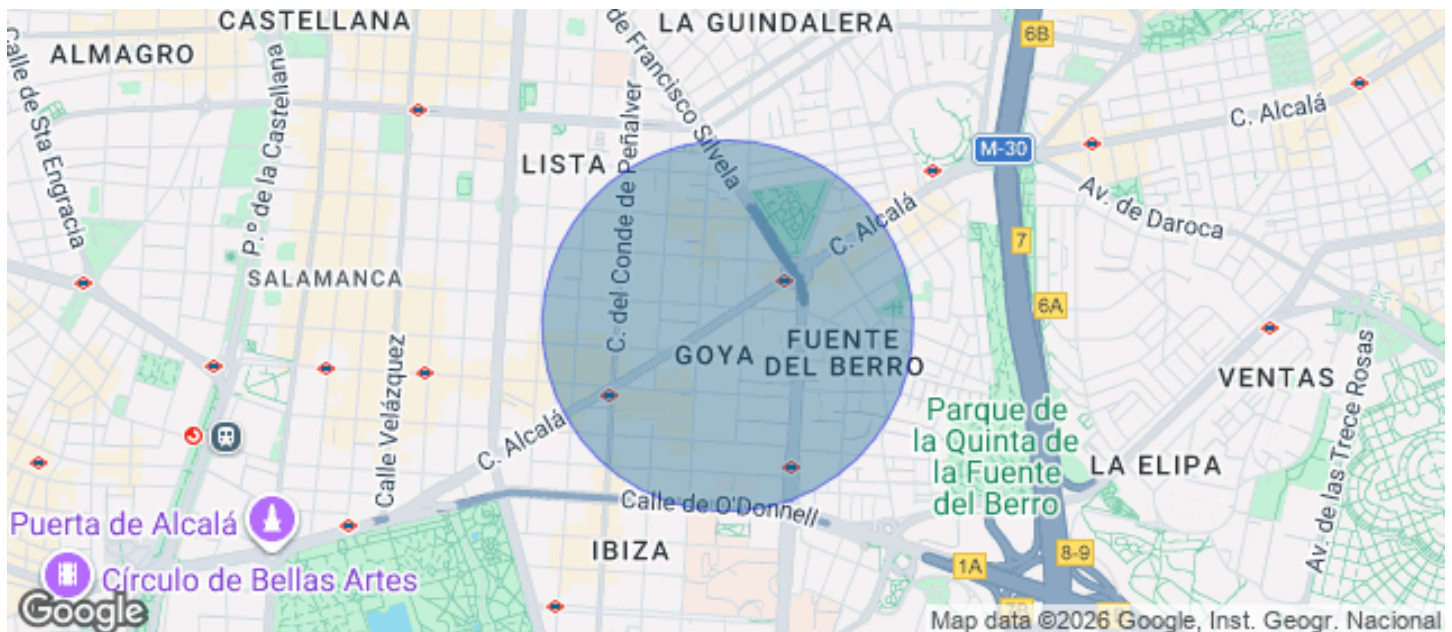 CASTELLANA
LA GUINDALERA
6B
ALMAGRO
de Francisco Silvela
Calle de Sta Engracia
P.º de la Castellana
C. del Conde de Peñalver
C. Alcalá
M-30
LISTA
Av. de Daroca
C. Alcalá
7
SALAMANCA
6A
Calle Velázquez
GOYA
FUENTE
DEL BERRO
VENTAS
Av. de las Trece Rosas
Parque de
la Quinta de
la Fuente
del Berro
C. Alcalá
LA ELIPA
Calle de O'Donnell
Puerta de Alcalá
IBIZA
8-9
1A
Círculo de Bellas Artes
Google
Map data ©2026 Google, Inst. Geogr. Nacional